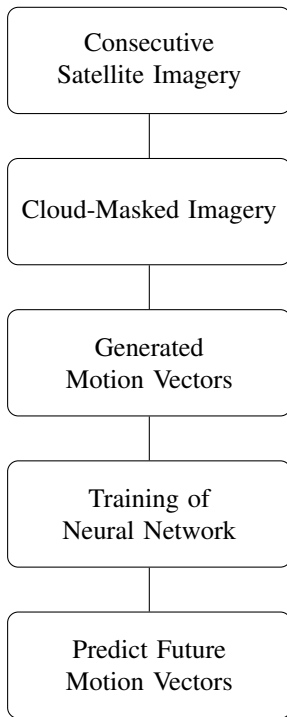 Consecutive
Satellite Imagery
Cloud-Masked Imagery
Generated
Motion Vectors
Training of
Neural Network
Predict Future
Motion Vectors